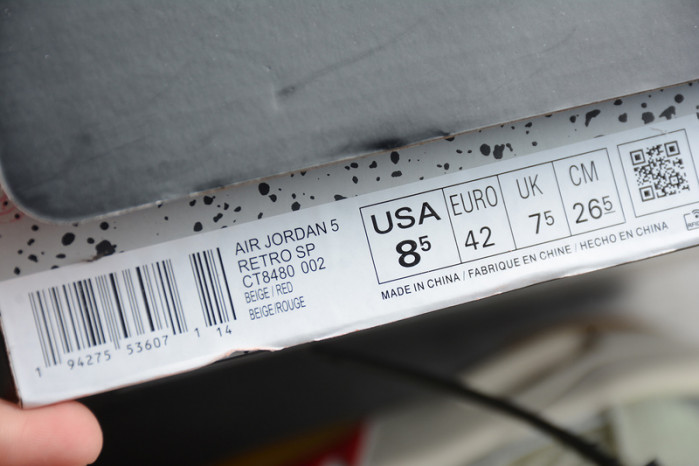 AIR JORDAN 5
RETRO SP
CT8480 002
BEIGE / RED
BEIGE/ROUGE
1 94275 53607 1 14
USA
8⁵
EURO
42
UK
7⁵
CM
26⁵
MADE IN CHINA / FABRIQUE EN CHINE / HECHO EN CHINA